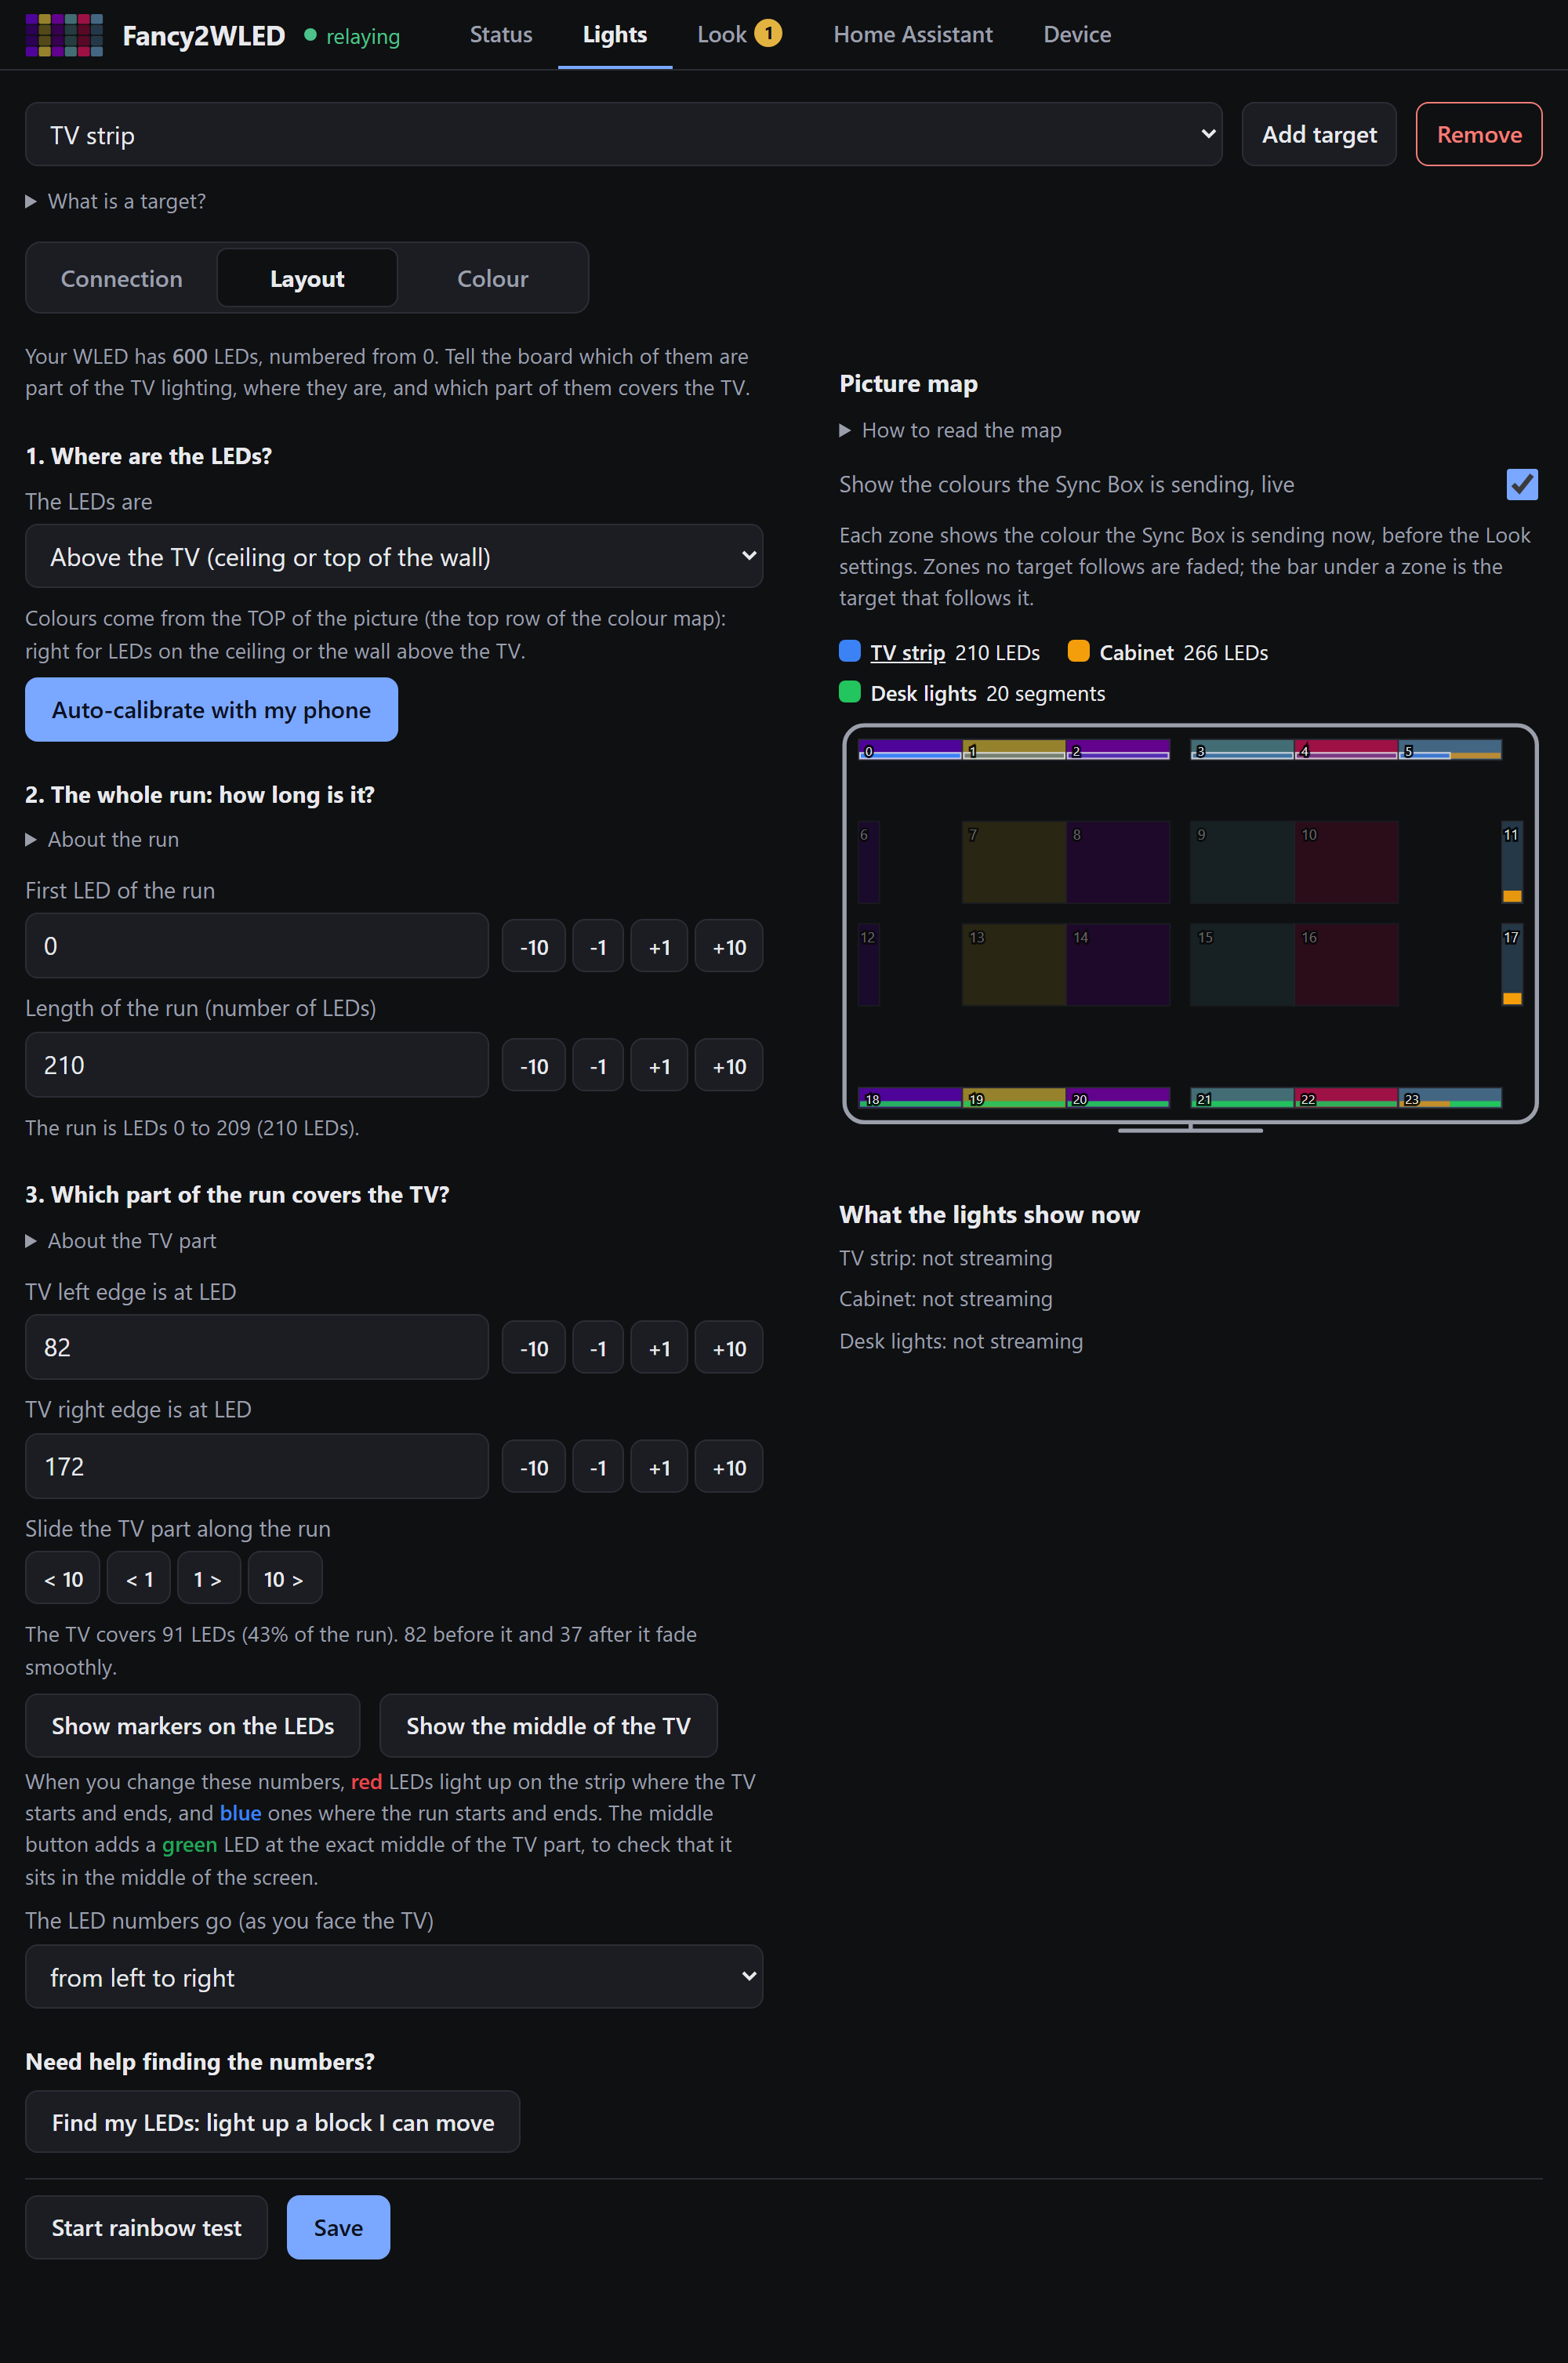 Fancy2WLED
relaying
Status
Lights
Look 1
Home Assistant
Device
TV strip
Add target
Remove
What is a target?
Connection
Layout
Colour
Your WLED has 600 LEDs, numbered from 0. Tell the board which of them are
part of the TV lighting, where they are, and which part of them covers the TV.
1. Where are the LEDs?
The LEDs are
Above the TV (ceiling or top of the wall)
Colours come from the TOP of the picture (the top row of the colour map):
right for LEDs on the ceiling or the wall above the TV.
Auto-calibrate with my phone
2. The whole run: how long is it?
About the run
First LED of the run
0
-10
-1
+1
+10
Length of the run (number of LEDs)
210
-10
-1
+1
+10
The run is LEDs 0 to 209 (210 LEDs).
3. Which part of the run covers the TV?
About the TV part
TV left edge is at LED
82
-10
-1
+1
+10
TV right edge is at LED
172
-10
-1
+1
+10
Slide the TV part along the run
< 10
< 1
1 >
10 >
The TV covers 91 LEDs (43% of the run). 82 before it and 37 after it fade
smoothly.
Show markers on the LEDs
Show the middle of the TV
When you change these numbers, red LEDs light up on the strip where the TV
starts and ends, and blue ones where the run starts and ends. The middle
button adds a green LED at the exact middle of the TV part, to check that it
sits in the middle of the screen.
The LED numbers go (as you face the TV)
from left to right
Need help finding the numbers?
Find my LEDs: light up a block I can move
Start rainbow test
Save
Picture map
How to read the map
Show the colours the Sync Box is sending, live
Each zone shows the colour the Sync Box is sending now, before the Look
settings. Zones no target follows are faded; the bar under a zone is the
target that follows it.
TV strip 210 LEDs
Cabinet 266 LEDs
Desk lights 20 segments
0
1
2
3
4
5
6
7
8
9
10
11
12
13
14
15
16
17
18
19
20
21
22
23
What the lights show now
TV strip: not streaming
Cabinet: not streaming
Desk lights: not streaming